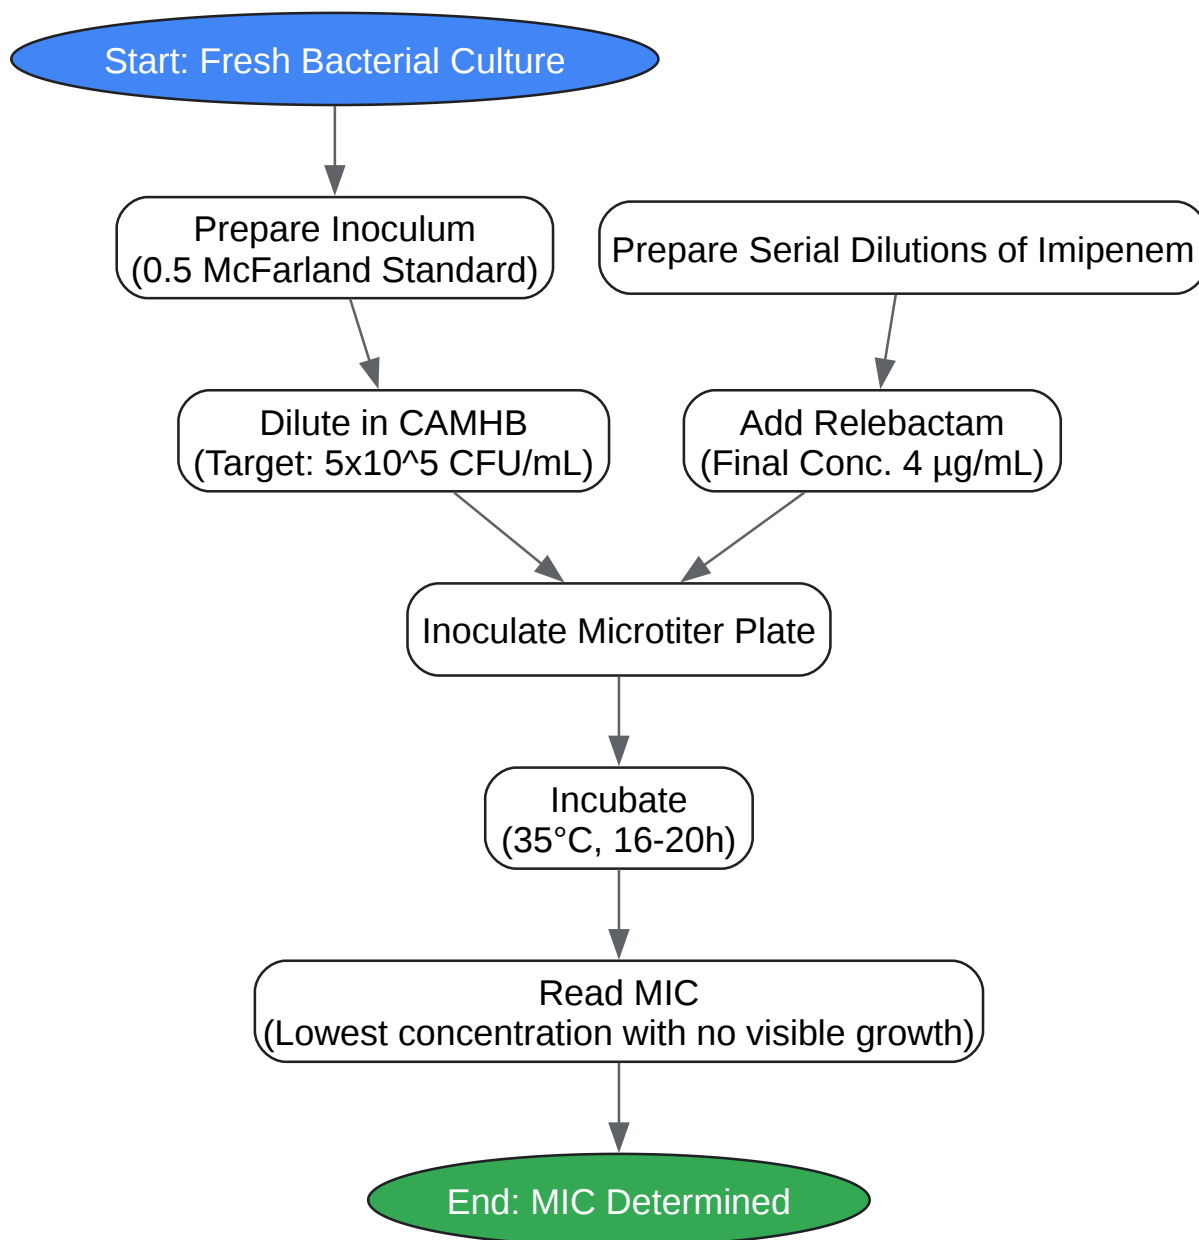 Start: Fresh Bacterial Culture
Prepare Inoculum
(0.5 McFarland Standard)
Prepare Serial Dilutions of Imipenem
Dilute in CAMHB
(Target: 5x10^5 CFU/mL)
Add Relebactam
(Final Conc. 4 µg/mL)
Inoculate Microtiter Plate
Incubate
(35°C, 16-20h)
Read MIC
(Lowest concentration with no visible growth)
End: MIC Determined